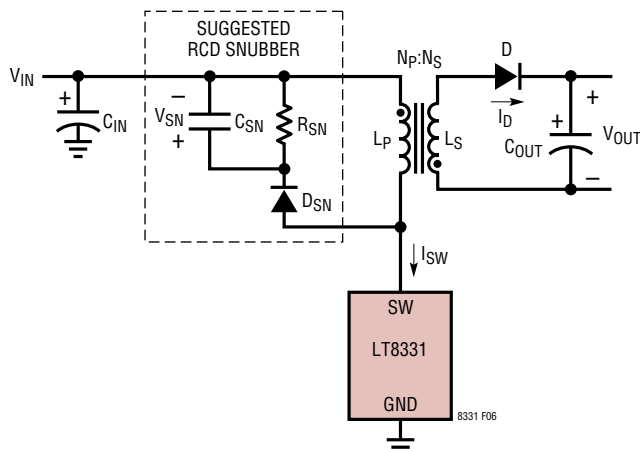 SUGGESTED
RCD SNUBBER
N_P:N_S
D
V_IN
+
C_IN
−
V_SN
+
C_SN
R_SN
L_P
L_S
I_D
+
C_OUT
+
V_OUT
−
D_SN
I_SW
SW
LT8331
GND
8331 F06